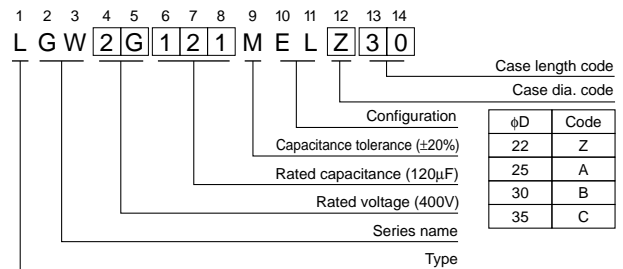 1 2 3 4 5 6 7 8 9 10 11 12 13 14
L G W 2 G 1 2 1 M E L Z 3 0
Case length code
Case dia. code
Configuration
Capacitance tolerance (±20%)
Rated capacitance (120μF)
Rated voltage (400V)
Series name
Type
φD Code
22 Z
25 A
30 B
35 C